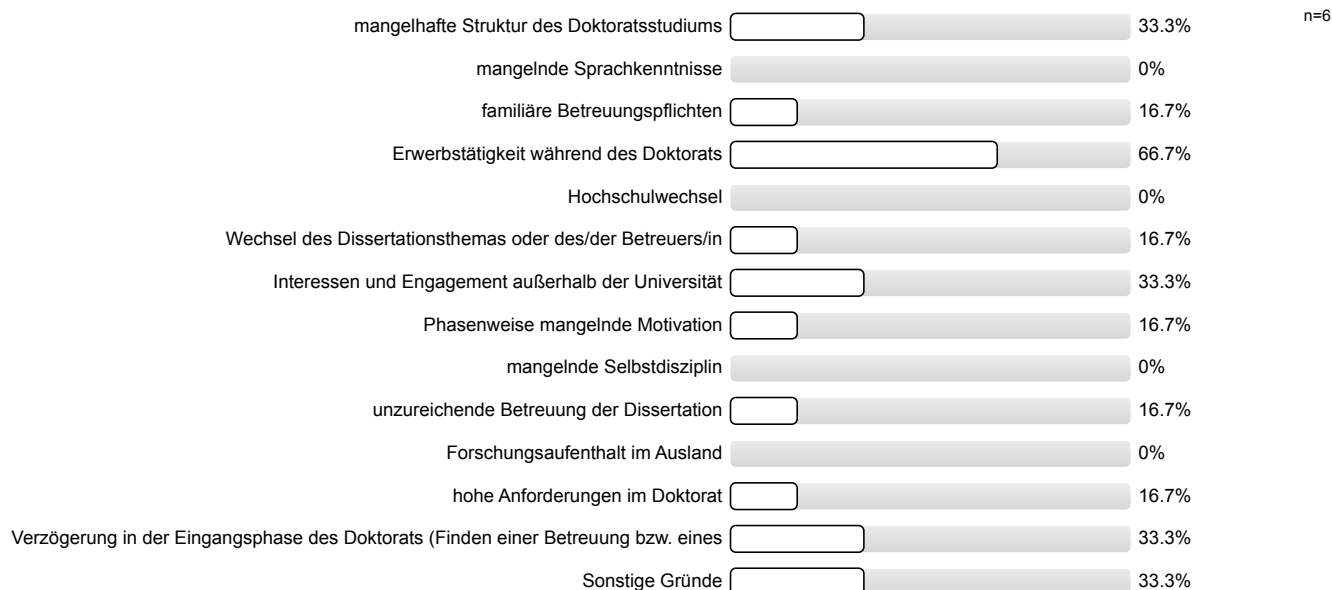 n=6
mangelhafte Struktur des Doktoratsstudiums 33.3%
mangelnde Sprachkenntnisse 0%
familiäre Betreuungspflichten 16.7%
Erwerbstätigkeit während des Doktorats 66.7%
Hochschulwechsel 0%
Wechsel des Dissertationsthemas oder des/der Betreuers/in 16.7%
Interessen und Engagement außerhalb der Universität 33.3%
Phasenweise mangelnde Motivation 16.7%
mangelnde Selbstdisziplin 0%
unzureichende Betreuung der Dissertation 16.7%
Forschungsaufenthalt im Ausland 0%
hohe Anforderungen im Doktorat 16.7%
Verzögerung in der Eingangsphase des Doktorats (Finden einer Betreuung bzw. eines 33.3%
Sonstige Gründe 33.3%